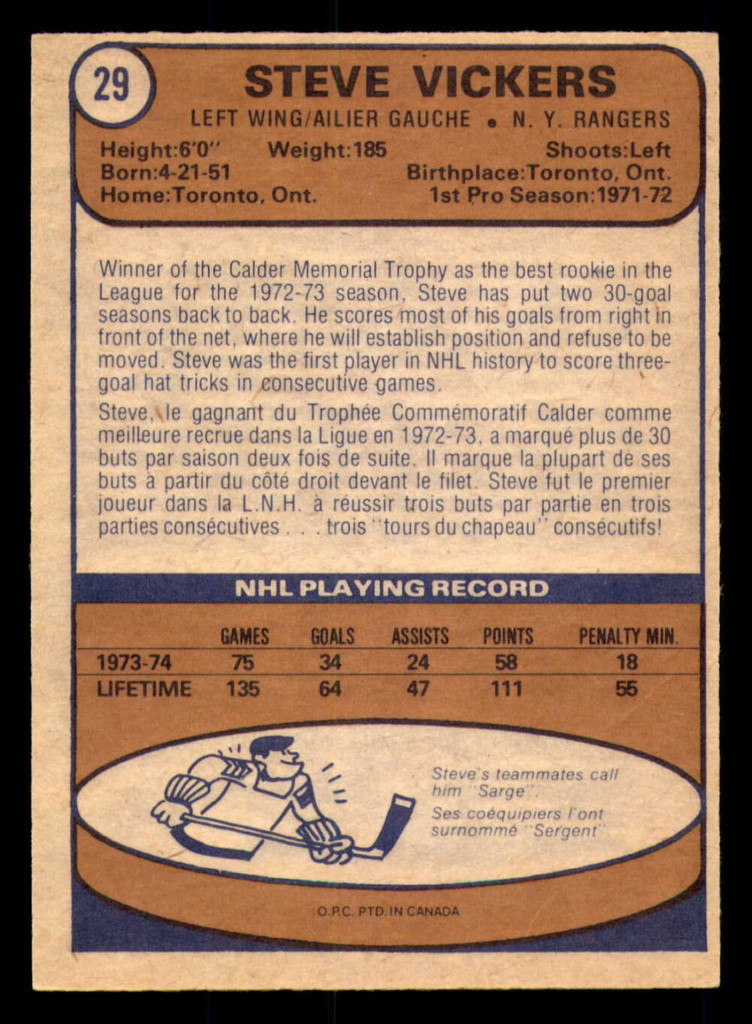 29
STEVE VICKERS
LEFT WING/AILIER GAUCHE • N. Y. RANGERS
Height:6'0" Weight:185 Shoots:Left
Born:4-21-51 Birthplace:Toronto, Ont.
Home:Toronto, Ont. 1st Pro Season:1971-72
Winner of the Calder Memorial Trophy as the best rookie in the
League for the 1972-73 season, Steve has put two 30-goal
seasons back to back. He scores most of his goals from right in
front of the net, where he will establish position and refuse to be
moved. Steve was the first player in NHL history to score three-
goal hat tricks in consecutive games.
Steve, le gagnant du Trophée Commémoratif Calder comme
meilleure recrue dans la Ligue en 1972-73, a marqué plus de 30
buts par saison deux fois de suite. Il marque la plupart de ses
buts à partir du côté droit devant le filet. Steve fut le premier
joueur dans la L.N.H. à réussir trois buts par partie en trois
parties consécutives . . . trois "tours du chapeau" consécutifs!
NHL PLAYING RECORD
GAMES GOALS ASSISTS POINTS PENALTY MIN.
1973-74 75 34 24 58 18
LIFETIME 135 64 47 111 55
Steve's teammates call
him "Sarge".
Ses coéquipiers l'ont
surnommé "Sergent"
O.P.C. PTD. IN CANADA